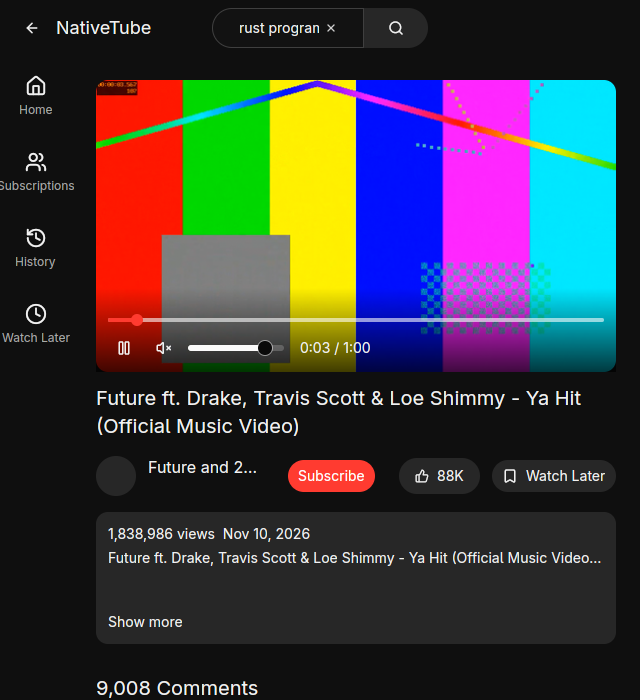 NativeTube
rust progran
Home
Subscriptions
History
Watch Later
0:03 / 1:00
Future ft. Drake, Travis Scott & Loe Shimmy - Ya Hit
(Official Music Video)
Future and 2...
Subscribe
88K
Watch Later
1,838,986 views Nov 10, 2026
Future ft. Drake, Travis Scott & Loe Shimmy - Ya Hit (Official Music Video...
Show more
9,008 Comments